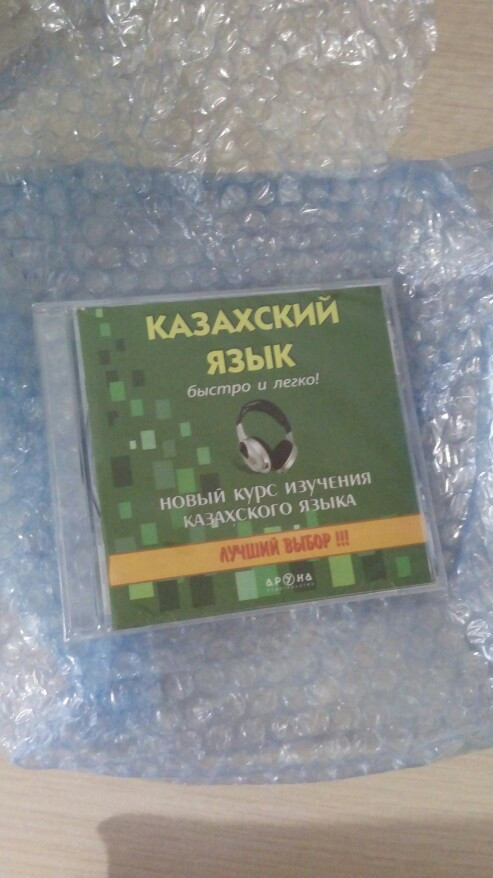 КАЗАХСКИЙ
ЯЗЫК
быстро и легко!
НОВЫЙ КУРС ИЗУЧЕНИЯ
КАЗАХСКОГО ЯЗЫКА
ЛУЧШИЙ ВЫБОР !!!
АРУНА